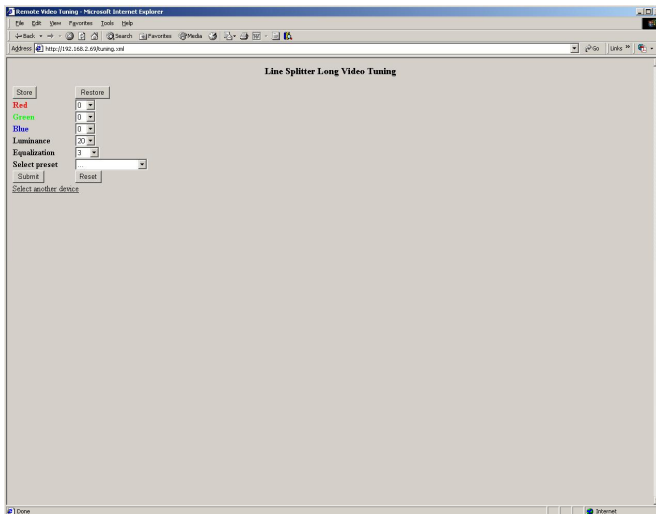 Remote Video Tuning - Microsoft Internet Explorer
File Edit View Favorites Tools Help
Back Search Favorites Media
Address http://192.168.2.69/tuning.xml Go Links »
Line Splitter Long Video Tuning
Store Restore
Red 0
Green 0
Blue 0
Luminance 20
Equalization 3
Select preset ...
Submit Reset
Select another device
Done Internet